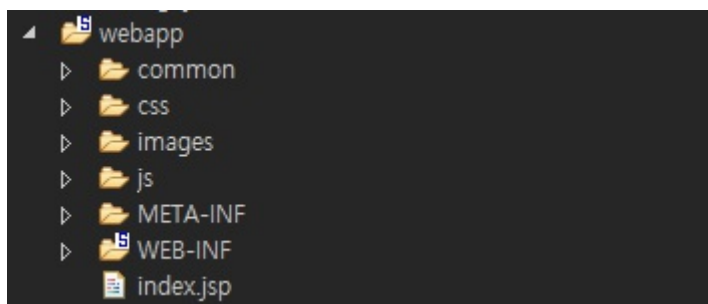 webapp
common
css
images
js
META-INF
WEB-INF
index.jsp